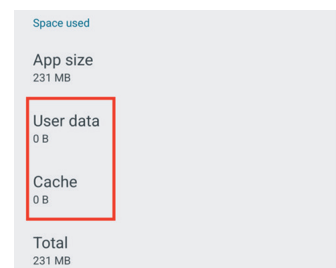 Space used
App size
231 MB
User data
0 B
Cache
0 B
Total
231 MB